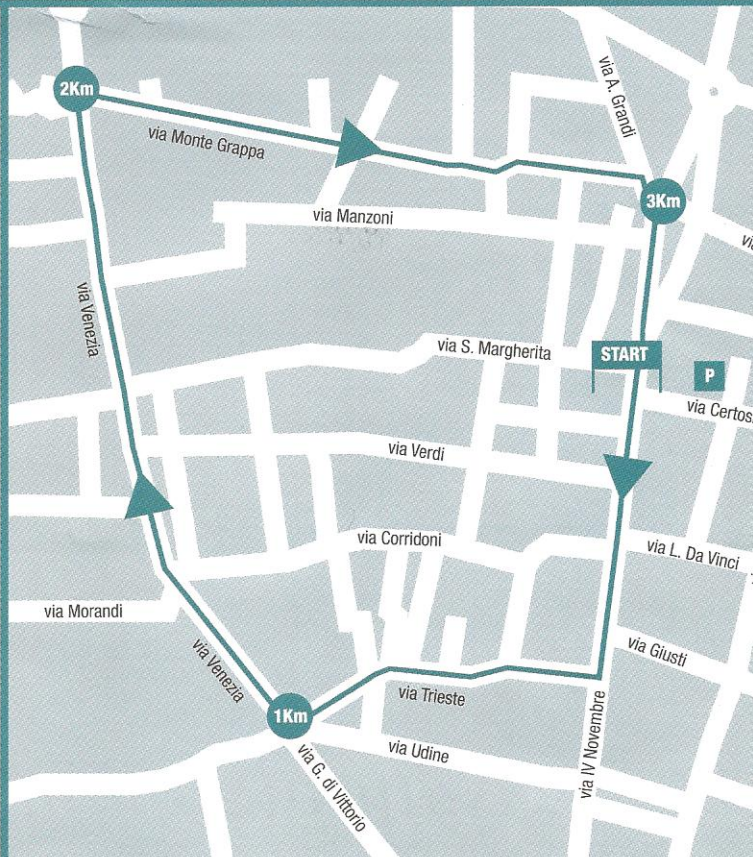 via A. Grandi
2Km
via Monte Grappa
3Km
via Manzoni
via Venezia
via S. Margherita
START
P
via Certos
via Verdi
via Corridoni
via L. Da Vinci
via Morandi
via Venezia
via Giusti
via Trieste
1Km
via IV Novembre
via Udine
via G. di Vittorio